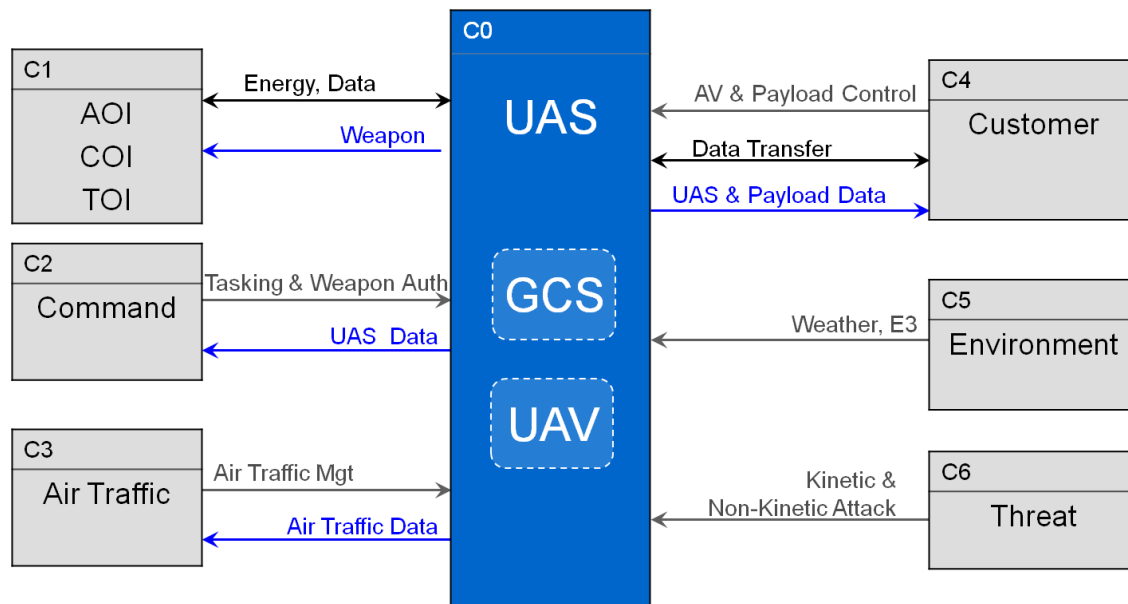 C1
AOI
COI
TOI
Energy, Data
Weapon
C2
Command
Tasking & Weapon Auth
UAS Data
C3
Air Traffic
Air Traffic Mgt
Air Traffic Data
C0
UAS
GCS
UAV
AV & Payload Control
Data Transfer
UAS & Payload Data
C4
Customer
Weather, E3
C5
Environment
Kinetic &
Non-Kinetic Attack
C6
Threat